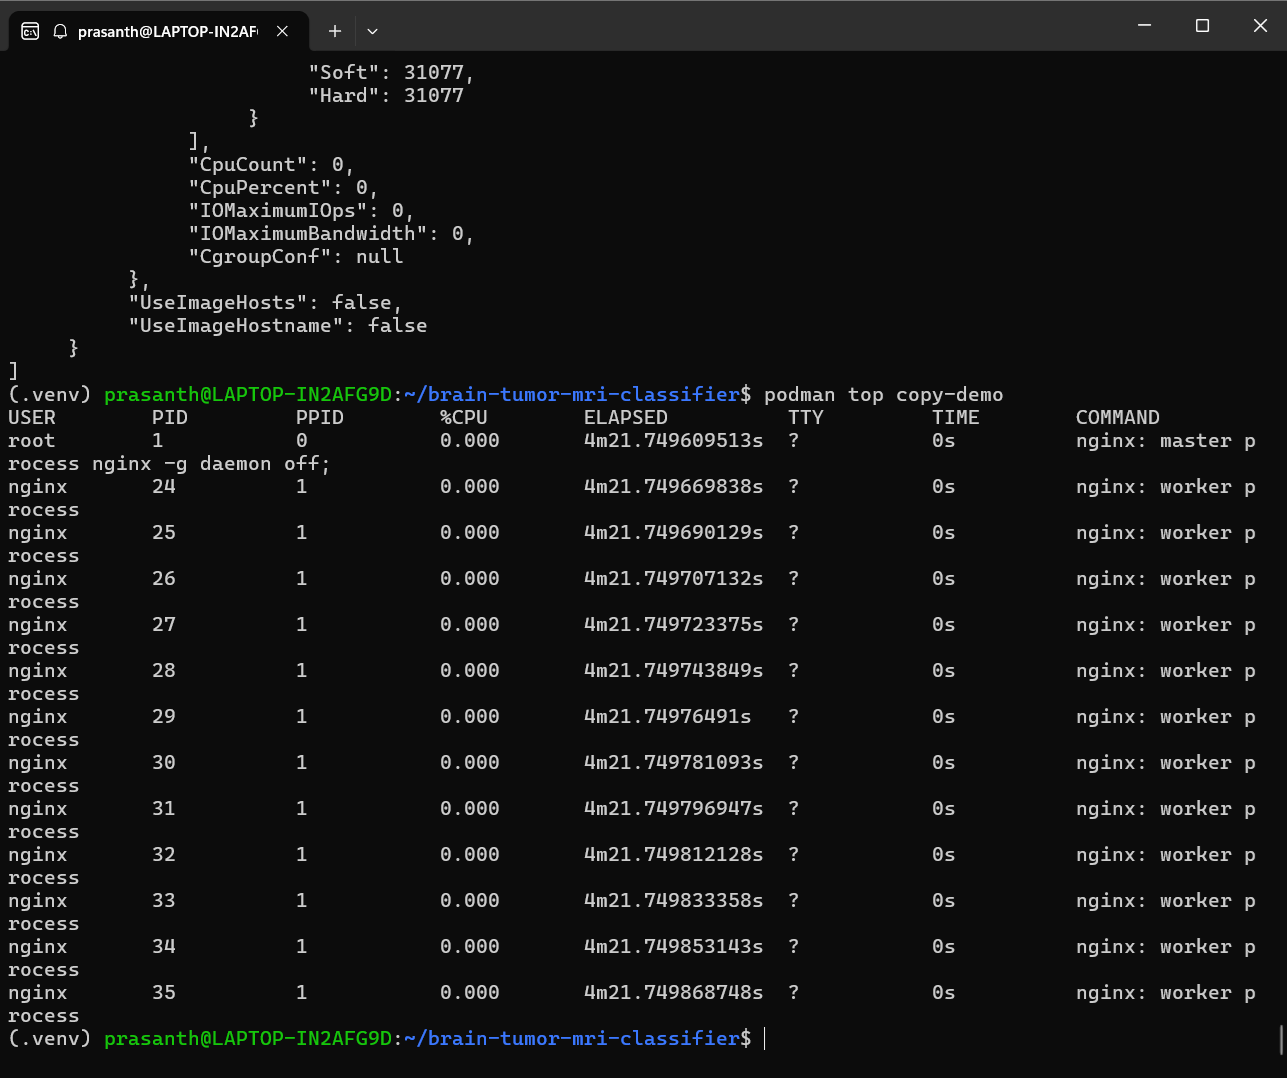 prasanth@LAPTOP-IN2AF
"Soft": 31077,
"Hard": 31077
}
],
"CpuCount": 0,
"CpuPercent": 0,
"IOMaximumIOps": 0,
"IOMaximumBandwidth": 0,
"CgroupConf": null
},
"UseImageHosts": false,
"UseImageHostname": false
}
]
(.venv) prasanth@LAPTOP-IN2AFG9D:~/brain-tumor-mri-classifier$ podman top copy-demo
USER PID PPID %CPU ELAPSED TTY TIME COMMAND
root 1 0 0.000 4m21.749609513s ? 0s nginx: master p
rocess nginx -g daemon off;
nginx 24 1 0.000 4m21.749669838s ? 0s nginx: worker p
rocess
nginx 25 1 0.000 4m21.749690129s ? 0s nginx: worker p
rocess
nginx 26 1 0.000 4m21.749707132s ? 0s nginx: worker p
rocess
nginx 27 1 0.000 4m21.749723375s ? 0s nginx: worker p
rocess
nginx 28 1 0.000 4m21.749743849s ? 0s nginx: worker p
rocess
nginx 29 1 0.000 4m21.74976491s ? 0s nginx: worker p
rocess
nginx 30 1 0.000 4m21.749781093s ? 0s nginx: worker p
rocess
nginx 31 1 0.000 4m21.749796947s ? 0s nginx: worker p
rocess
nginx 32 1 0.000 4m21.749812128s ? 0s nginx: worker p
rocess
nginx 33 1 0.000 4m21.749833358s ? 0s nginx: worker p
rocess
nginx 34 1 0.000 4m21.749853143s ? 0s nginx: worker p
rocess
nginx 35 1 0.000 4m21.749868748s ? 0s nginx: worker p
rocess
(.venv) prasanth@LAPTOP-IN2AFG9D:~/brain-tumor-mri-classifier$